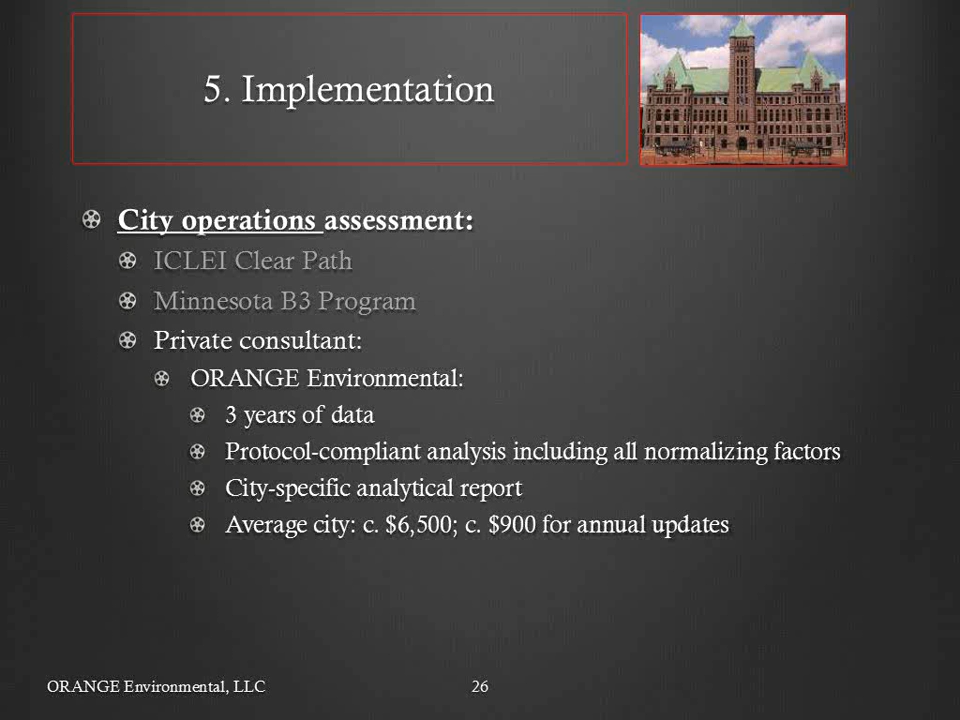 5. Implementation
City operations assessment:
ICLEI Clear Path
Minnesota B3 Program
Private consultant:
ORANGE Environmental:
3 years of data
Protocol-compliant analysis including all normalizing factors
City-specific analytical report
Average city: c. $6,500; c. $900 for annual updates
ORANGE Environmental, LLC
26